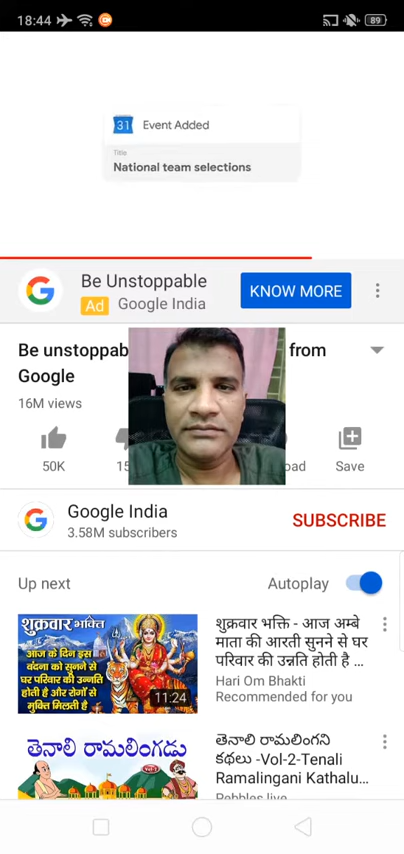 18:44
89
31 Event Added
Title
National team selections
Be Unstoppable
Ad Google India
KNOW MORE
Be unstoppab from
Google
16M views
50K 15 oad Save
Google India
3.58M subscribers
SUBSCRIBE
Up next Autoplay
शुक्रवार भक्ति
आज के दिन इस
वंदना को सुनने से
घर परिवार की उन्नति
होती है और रोगों से
मुक्ति मिलती है
11:24
शुक्रवार भक्ति - आज अम्बे
माता की आरती सुनने से घर
परिवार की उन्नति होती है ...
Hari Om Bhakti
Recommended for you
తెనాలి రామలింగడు
తెనాలి రామలింగని
కథలు -Vol-2-Tenali
Ramalingani Kathalu...
Pebbles live